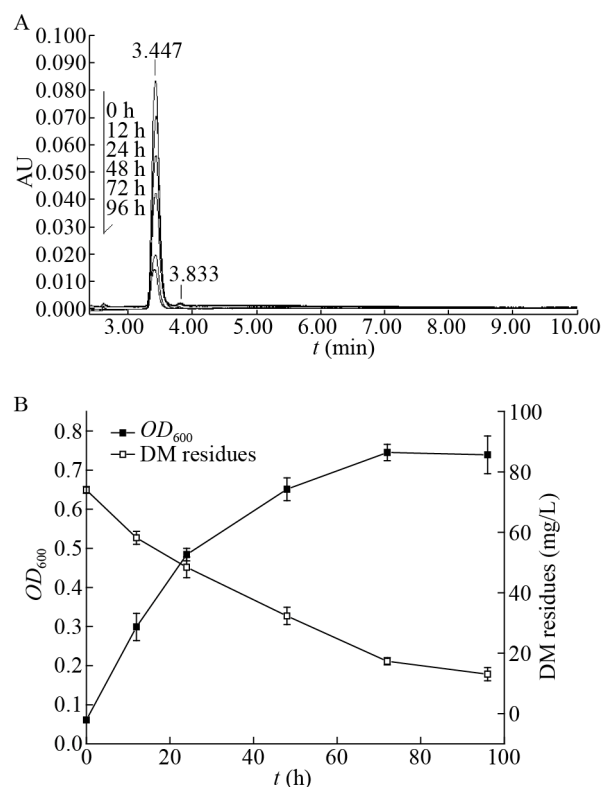 A
0.100
0.090
0.080
0.070
0.060
0.050
0.040
0.030
0.020
0.010
0.000
AU
3.447
0 h
12 h
24 h
48 h
72 h
96 h
3.833
3.00 4.00 5.00 6.00 7.00 8.00 9.00 10.00
t (min)
B
OD600
DM residues
0.8
0.7
0.6
0.5
0.4
0.3
0.2
0.1
0.0
OD600
100
80
60
40
20
0
DM residues (mg/L)
0 20 40 60 80 100
t (h)